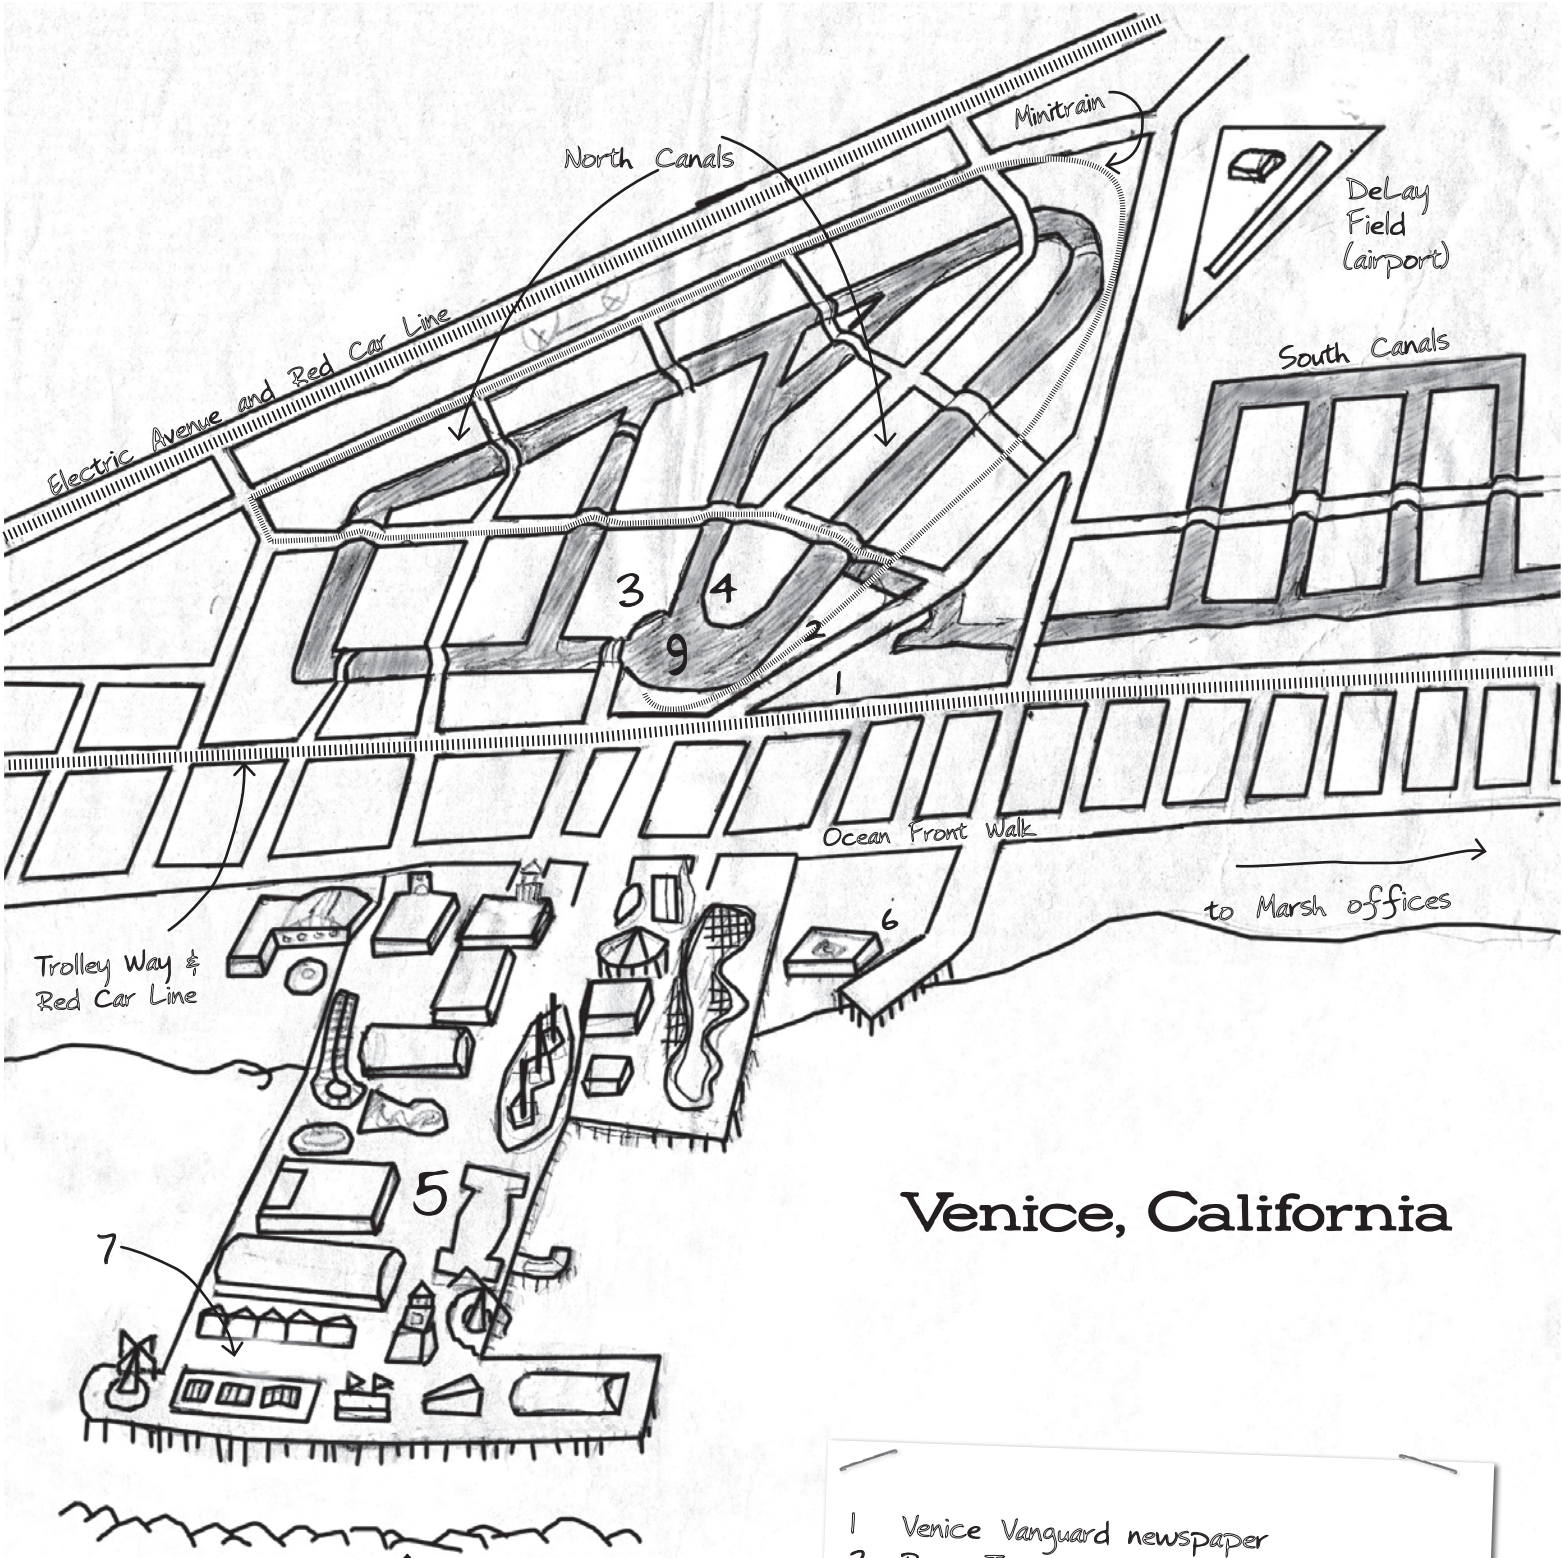 Minitrain
North Canals
DeLay
Field
(airport)
Electric Avenue and Red Car Line
South Canals
3
4
2
9
1
Ocean Front Walk
to Marsh offices
6
Trolley Way &
Red Car Line
5
Venice, California
7
1 Venice Vanguard newspaper
2